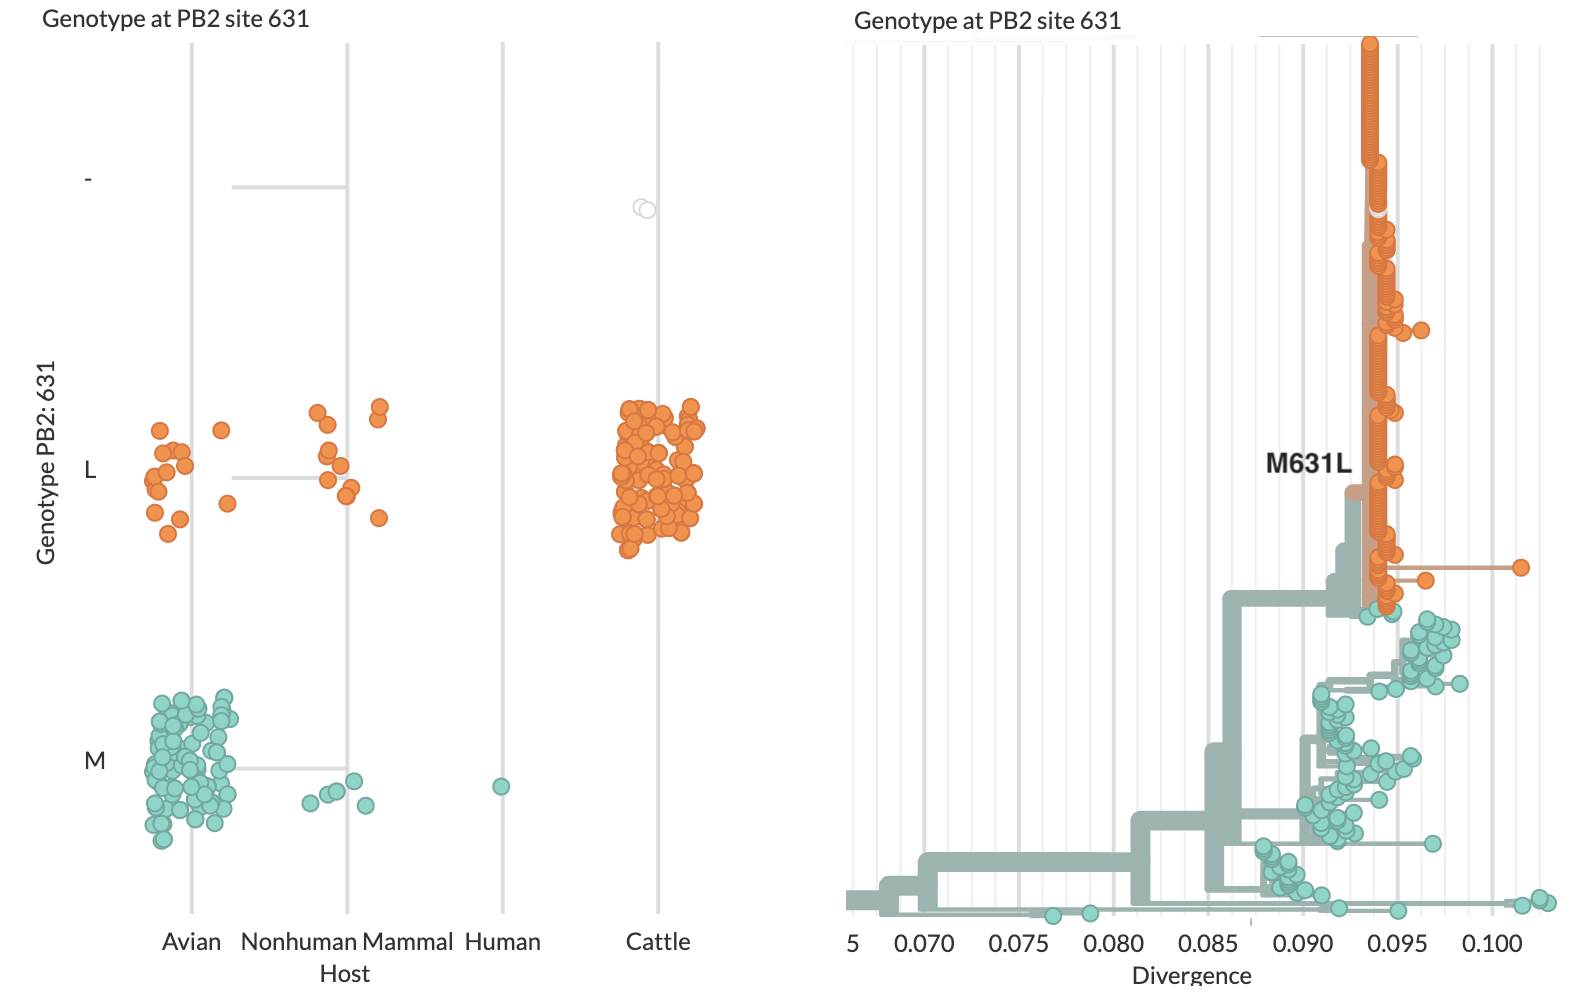 Genotype at PB2 site 631
-
L
M
Genotype PB2: 631
Avian Nonhuman Mammal Human Cattle
Host
Genotype at PB2 site 631
M631L
5 0.070 0.075 0.080 0.085 0.090 0.095 0.100
Divergence